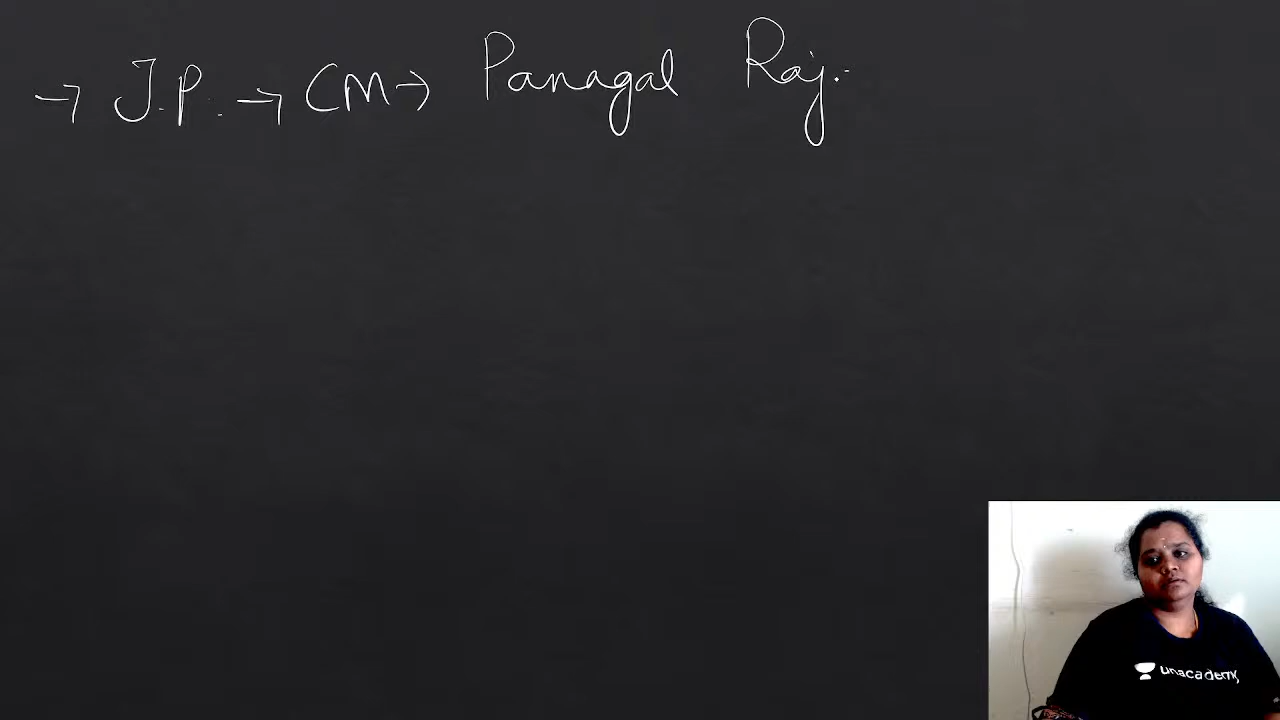 → J.P. → CM → Panagal Raj.
unacademy